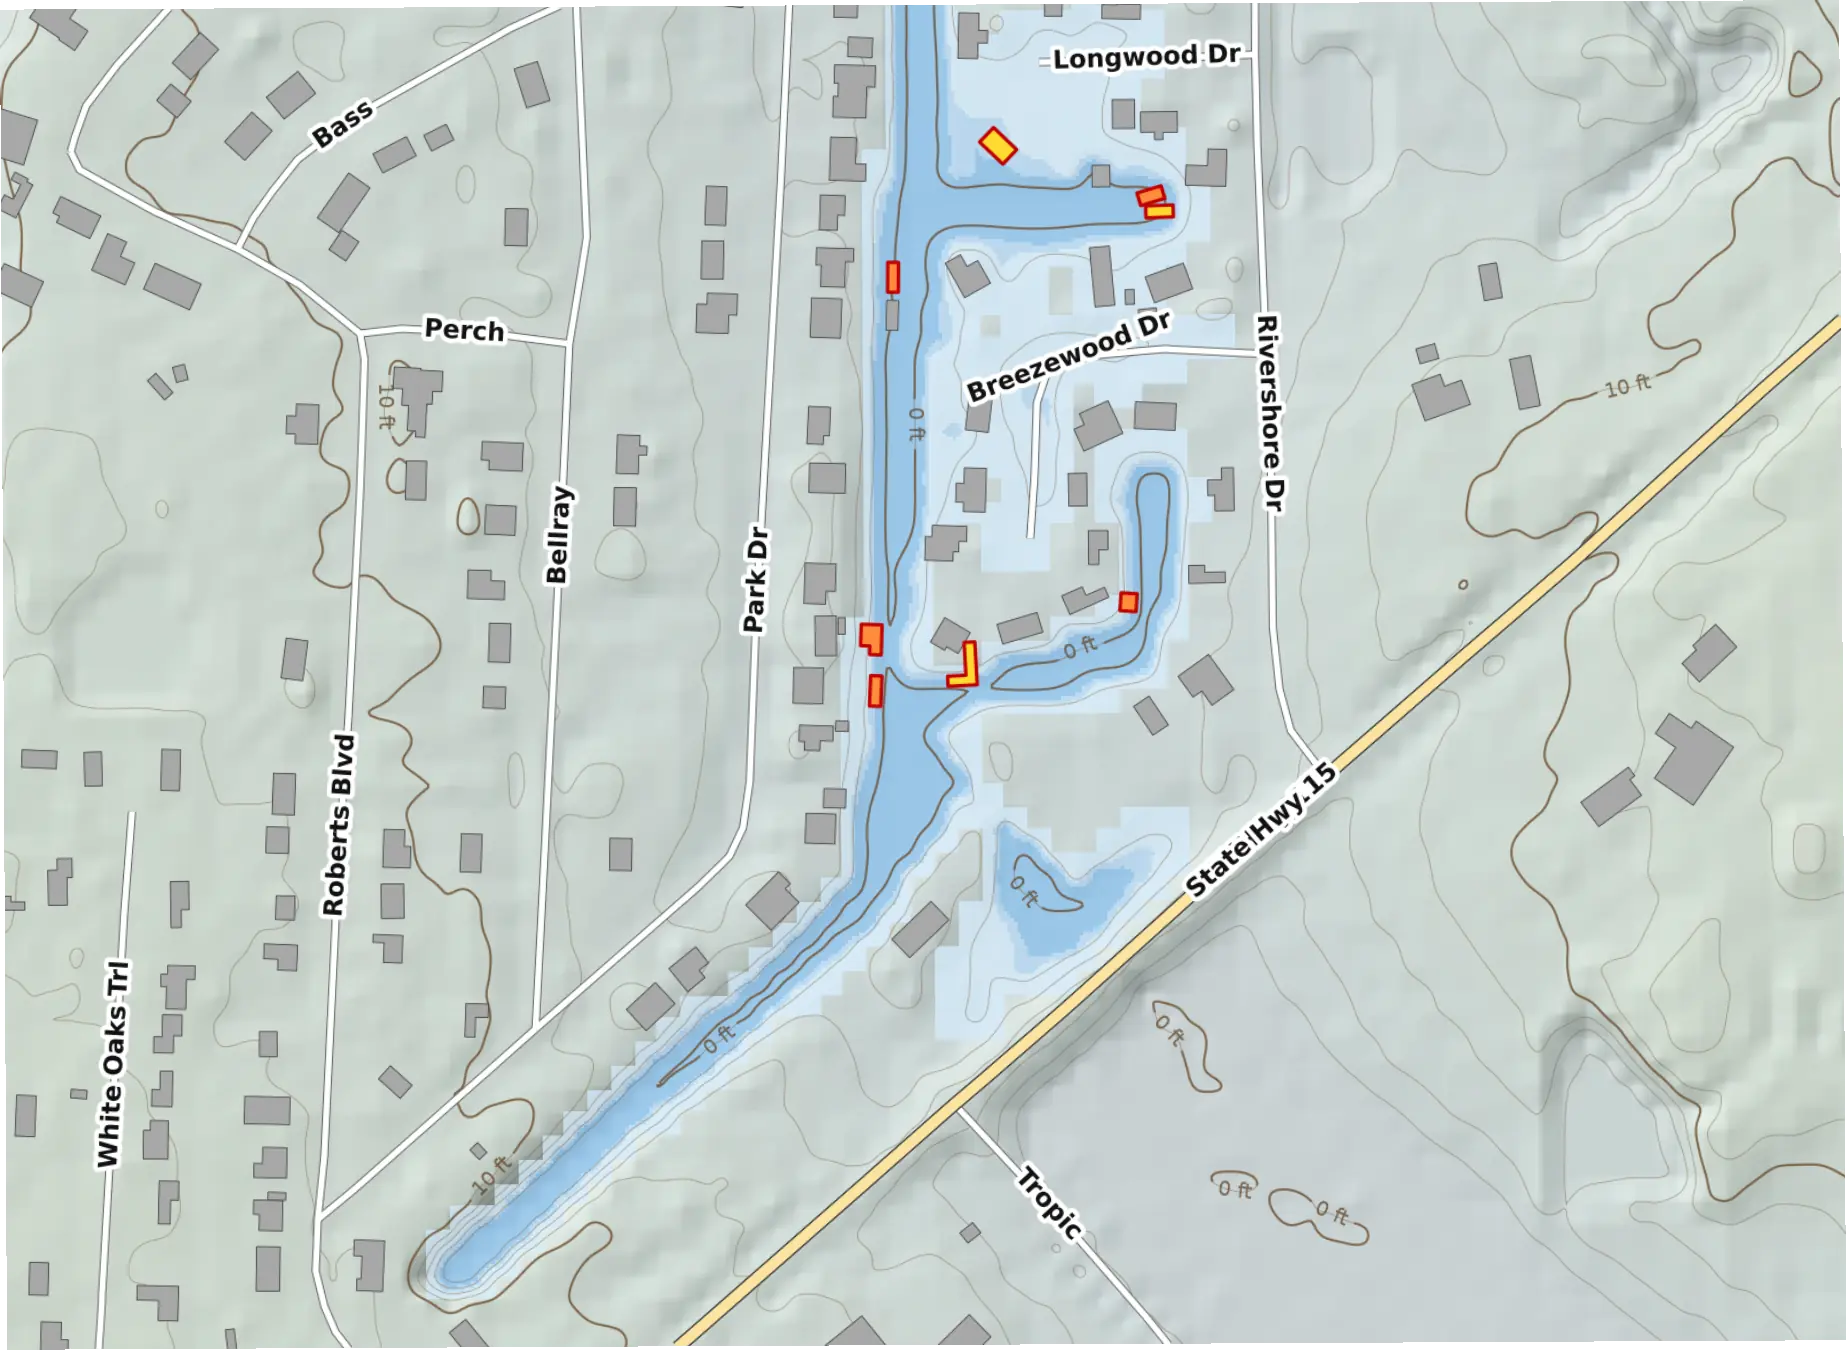 Longwood Dr
Bass
Perch
Breezewood Dr
Rivershore Dr
10 ft
10 ft
0 ft
Bellray
Park Dr
0 ft
Roberts Blvd
State Hwy 15
0 ft
White Oaks Trl
0 ft
0 ft
10 ft
Tropic
0 ft
0 ft